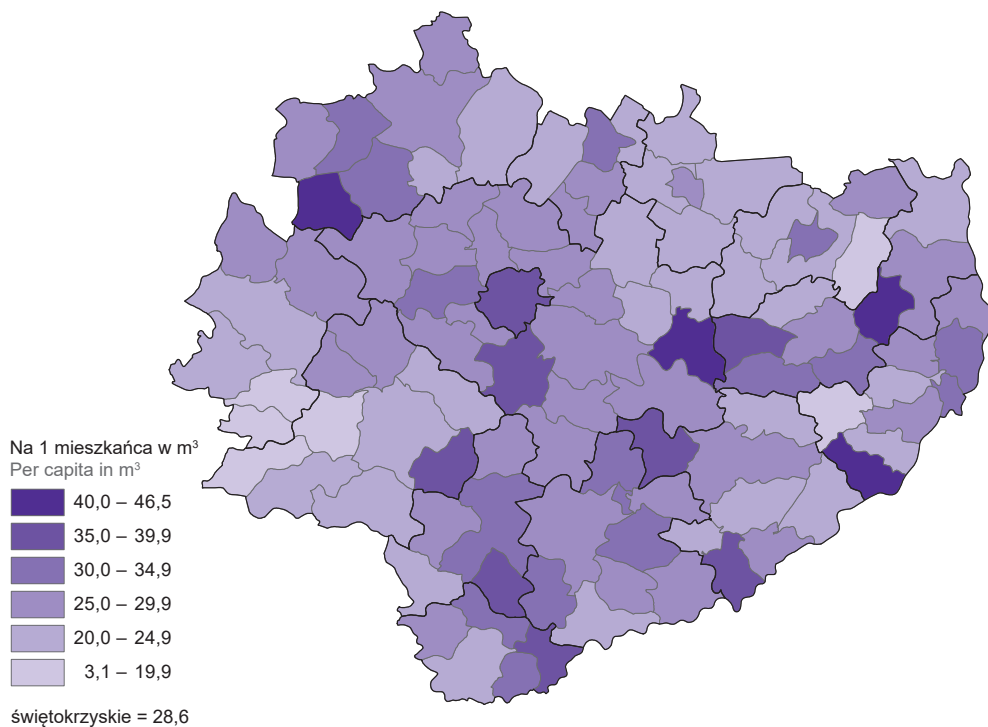 Na 1 mieszkańca w m³
Per capita in m³
40,0 – 46,5
35,0 – 39,9
30,0 – 34,9
25,0 – 29,9
20,0 – 24,9
3,1 – 19,9
świętokrzyskie = 28,6